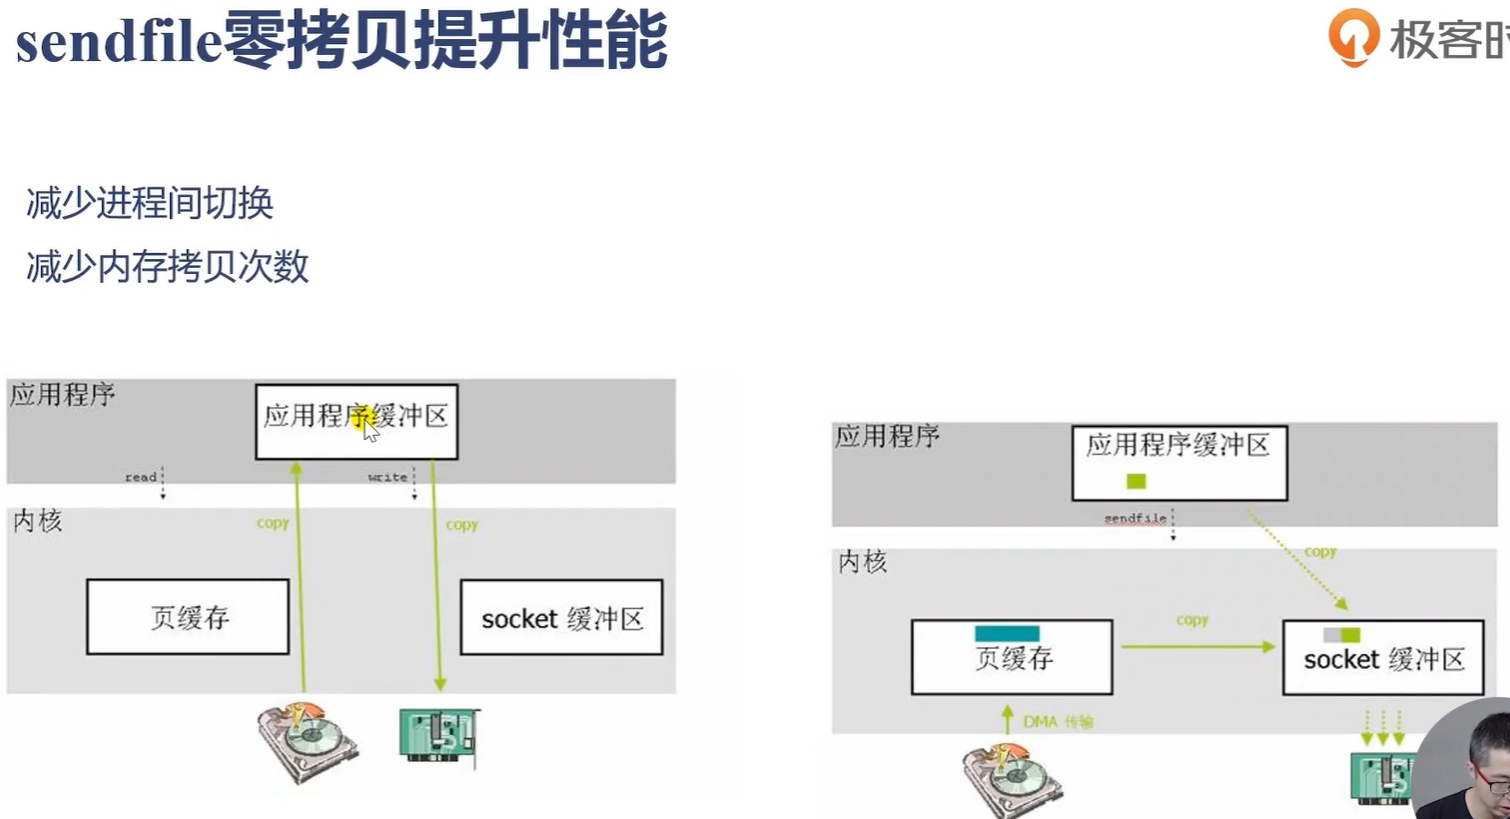 sendfile零拷贝提升性能
极客时
减少进程间切换
减少内存拷贝次数
应用程序
应用程序缓冲区
read
write
内核
copy
copy
页缓存
socket 缓冲区
应用程序
应用程序缓冲区
sendfile
内核
copy
copy
页缓存
socket 缓冲区
DMA 传输